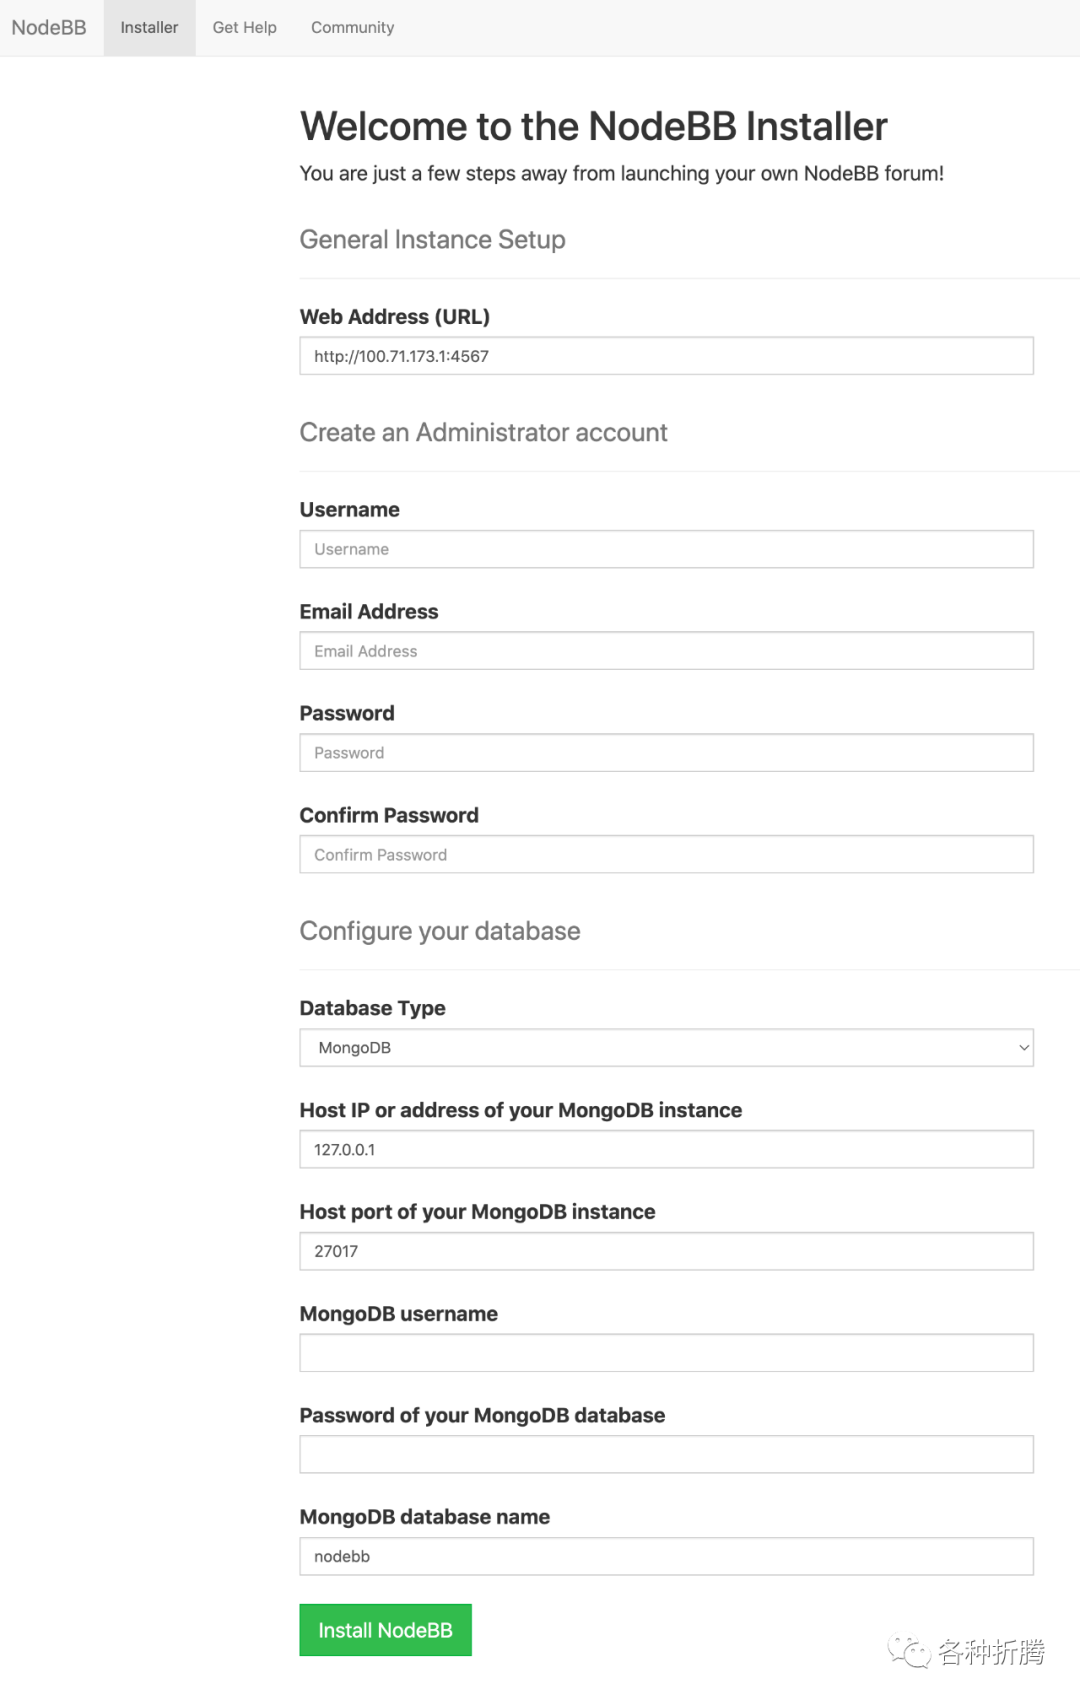 NodeBB Installer Get Help Community
Welcome to the NodeBB Installer
You are just a few steps away from launching your own NodeBB forum!
General Instance Setup
Web Address (URL)
http://100.71.173.1:4567
Create an Administrator account
Username
Username
Email Address
Email Address
Password
Password
Confirm Password
Confirm Password
Configure your database
Database Type
MongoDB
Host IP or address of your MongoDB instance
127.0.0.1
Host port of your MongoDB instance
27017
MongoDB username
Password of your MongoDB database
MongoDB database name
nodebb
Install NodeBB
各种折腾